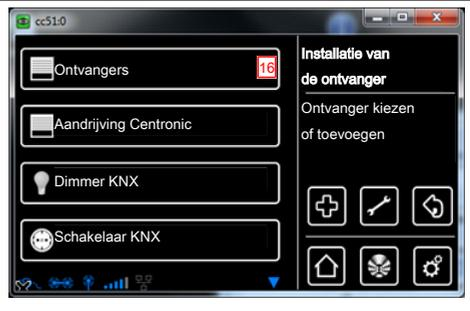 cc51:0
Ontvangers 16
Aandrijving Centronic
Dimmer KNX
Schakelaar KNX
Installatie van
de ontvanger
Ontvanger kiezen
of toevoegen